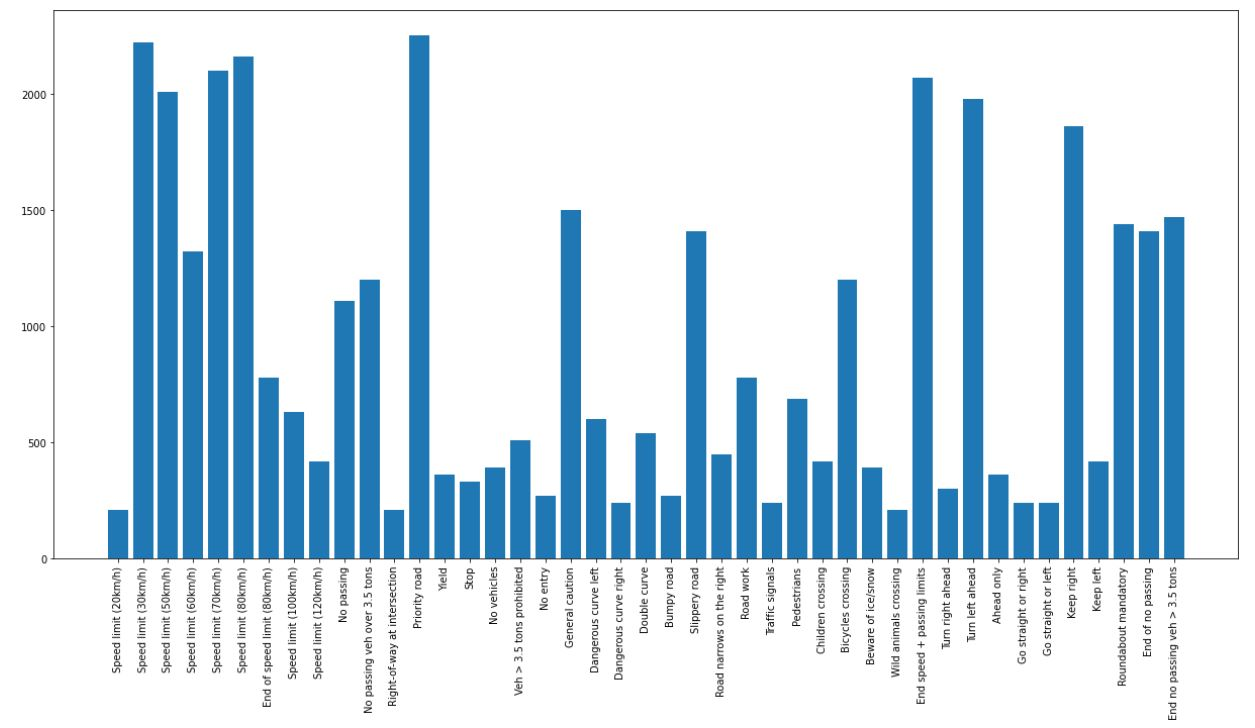 2000
1500
1000
500
0
Speed limit (20km/h)
Speed limit (30km/h)
Speed limit (50km/h)
Speed limit (60km/h)
Speed limit (70km/h)
Speed limit (80km/h)
End of speed limit (80km/h)
Speed limit (100km/h)
Speed limit (120km/h)
No passing
No passing veh over 3.5 tons
Right-of-way at intersection
Priority road
Yield
Stop
No vehicles
Veh > 3.5 tons prohibited
No entry
General caution
Dangerous curve left
Dangerous curve right
Double curve
Bumpy road
Slippery road
Road narrows on the right
Road work
Traffic signals
Pedestrians
Children crossing
Bicycles crossing
Beware of ice/snow
Wild animals crossing
End speed + passing limits
Turn right ahead
Turn left ahead
Ahead only
Go straight or right
Go straight or left
Keep right
Keep left
Roundabout mandatory
End of no passing
End no passing veh > 3.5 tons